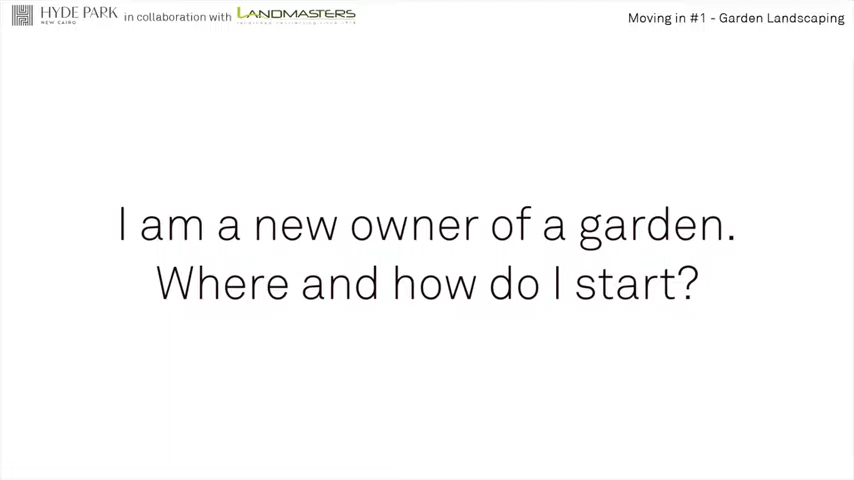 HYDE PARK
NEW CAIRO
in collaboration with
LANDMASTERS
Moving in #1 - Garden Landscaping
I am a new owner of a garden.
Where and how do I start?